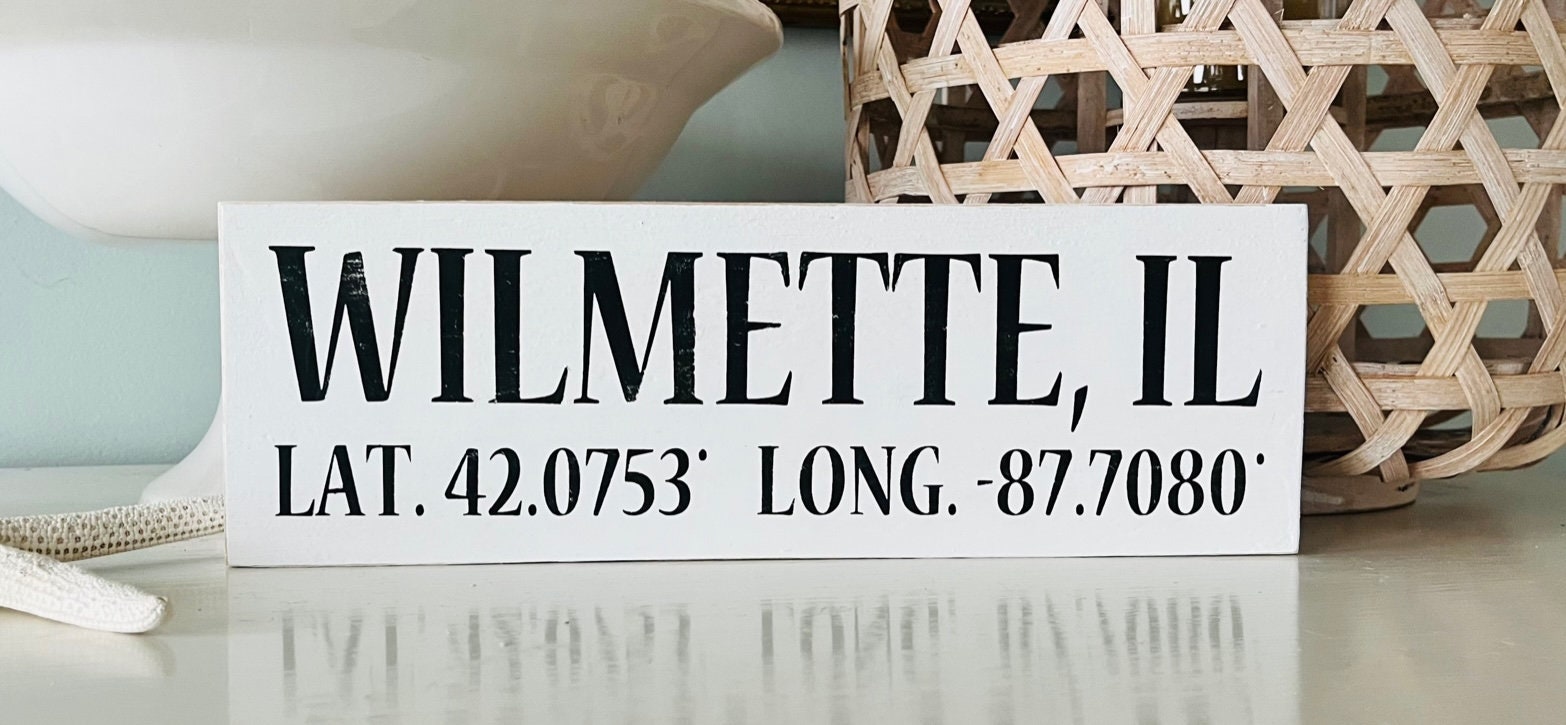 WILMETTE, IL
LAT. 42.0753° LONG. -87.7080°